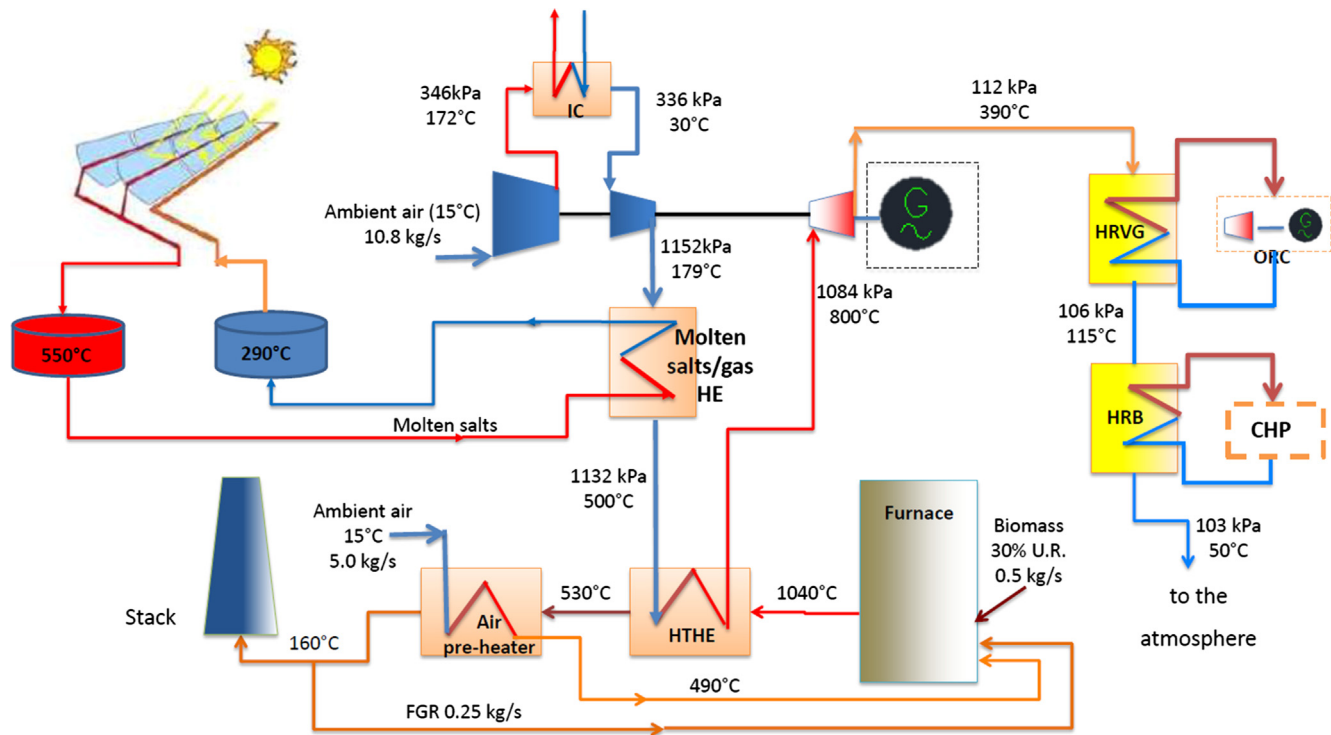 346kPa
172°C
IC
336 kPa
30°C
112 kPa
390°C
Ambient air (15°C)
10.8 kg/s
G
HRVG
G
ORC
1152kPa
179°C
1084 kPa
800°C
106 kPa
115°C
550°C
290°C
Molten
salts/gas
HE
Molten salts
HRB
CHP
1132 kPa
500°C
103 kPa
50°C
to the
atmosphere
Ambient air
15°C
5.0 kg/s
Furnace
Biomass
30% U.R.
0.5 kg/s
Stack
530°C
1040°C
Air
pre-heater
HTHE
160°C
490°C
FGR 0.25 kg/s